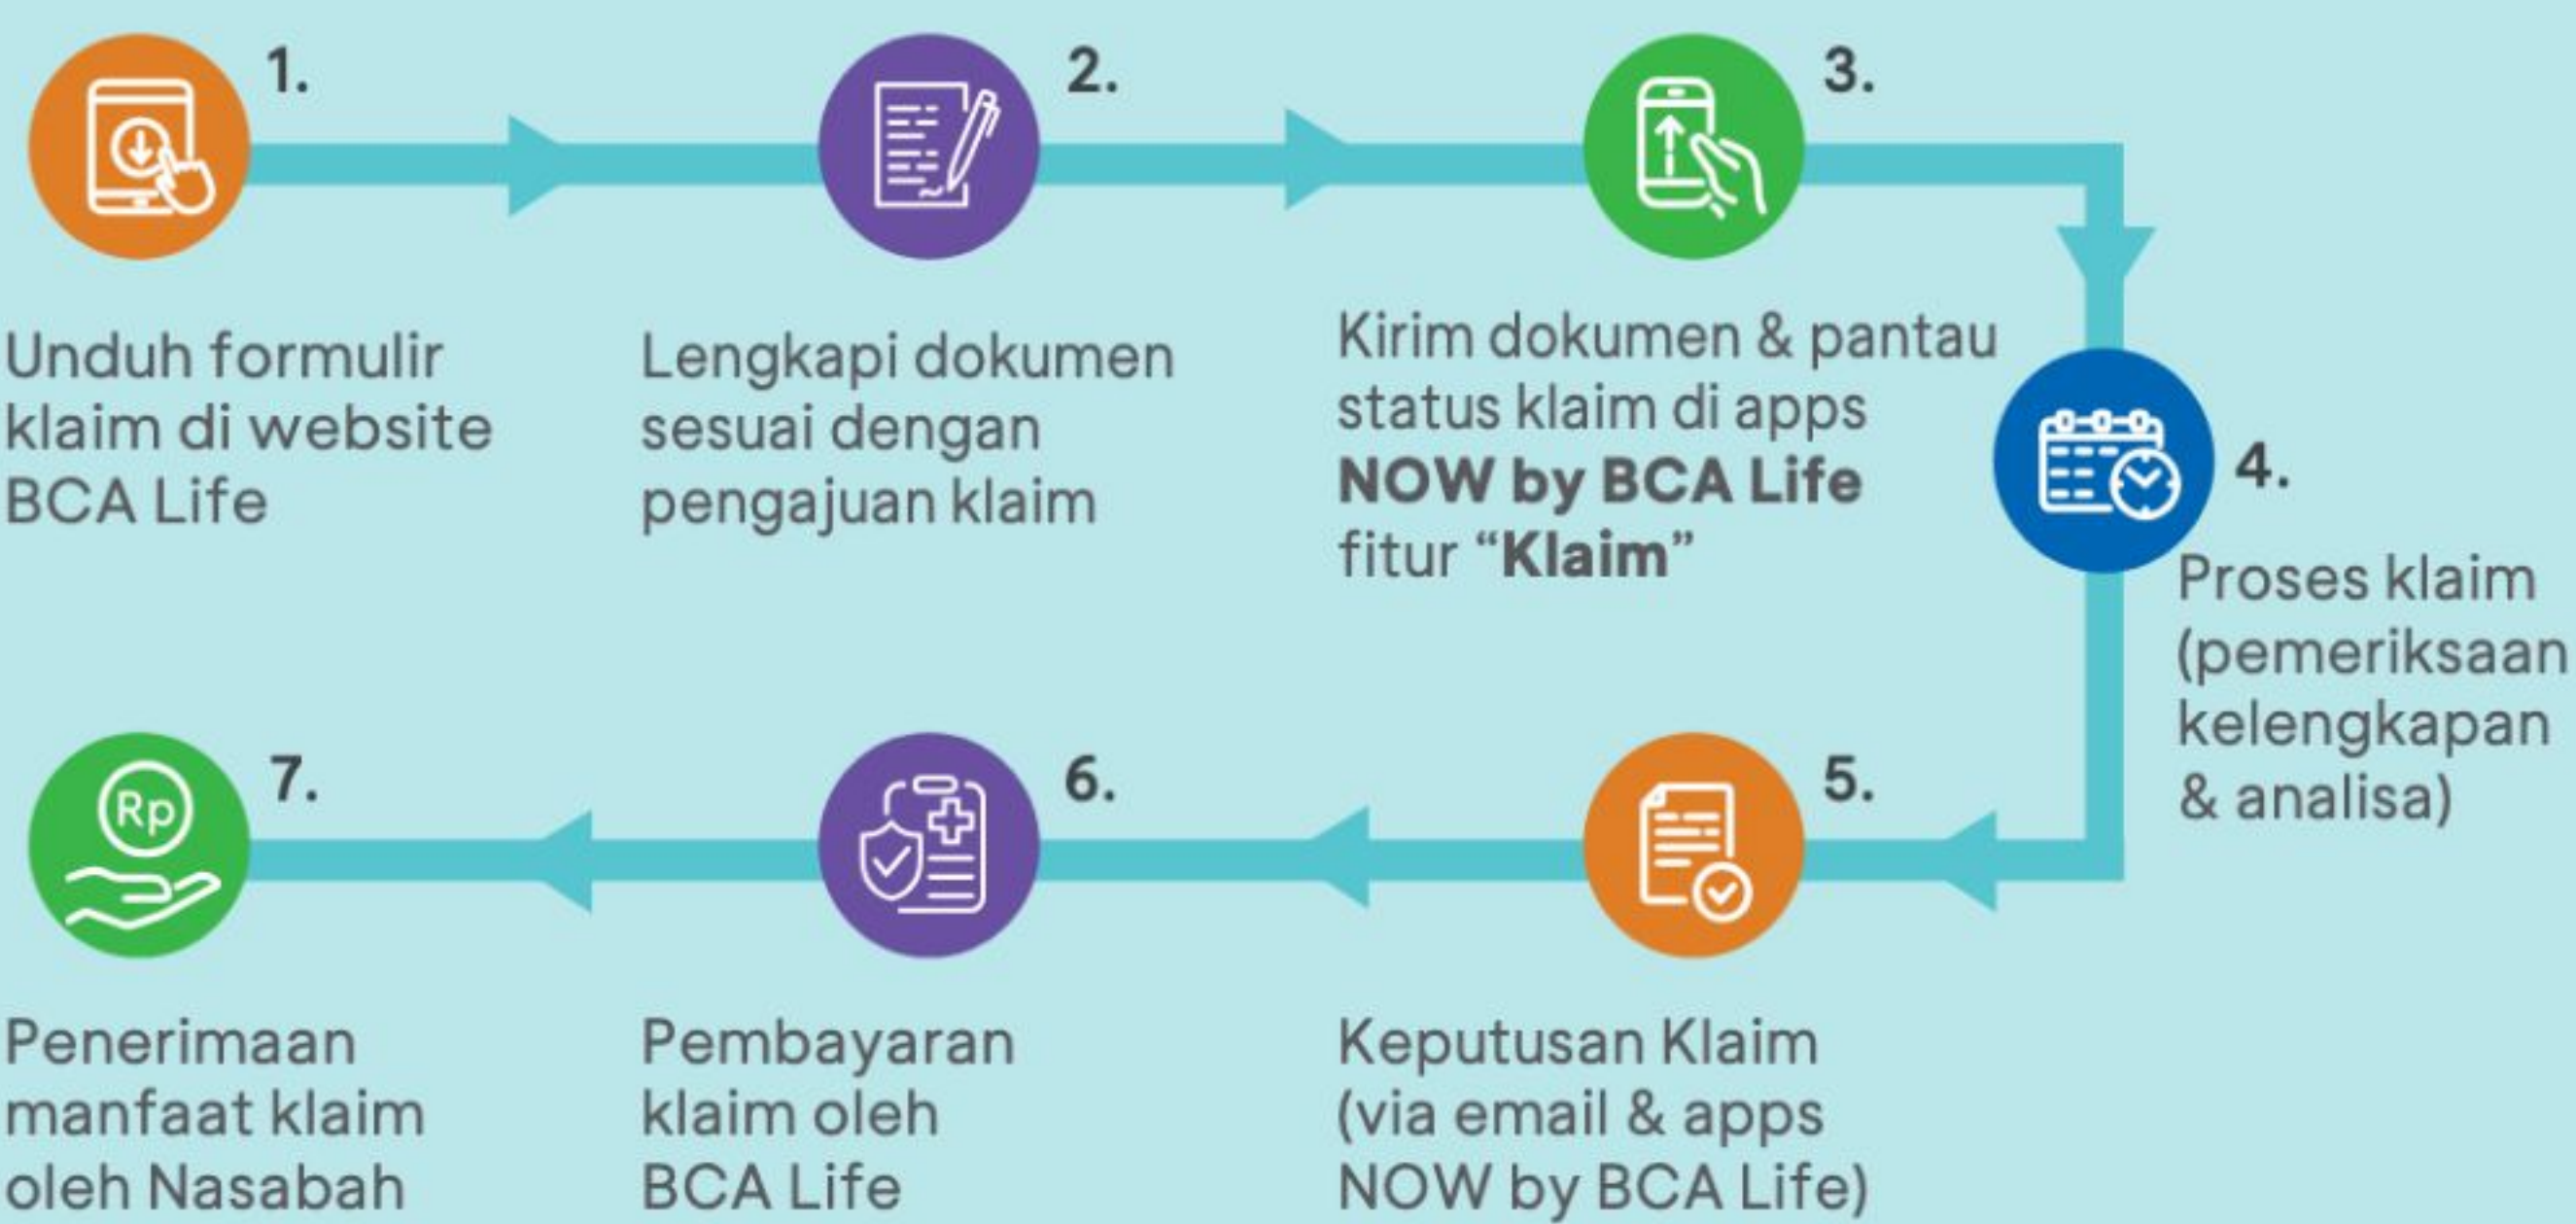 1.
Unduh formulir
klaim di website
BCA Life
2.
Lengkapi dokumen
sesuai dengan
pengajuan klaim
3.
Kirim dokumen & pantau
status klaim di apps
NOW by BCA Life
fitur “Klaim”
4.
Proses klaim
(pemeriksaan
kelengkapan
& analisa)
5.
Keputusan Klaim
(via email & apps
NOW by BCA Life)
6.
Pembayaran
klaim oleh
BCA Life
7.
Rp
Penerimaan
manfaat klaim
oleh Nasabah